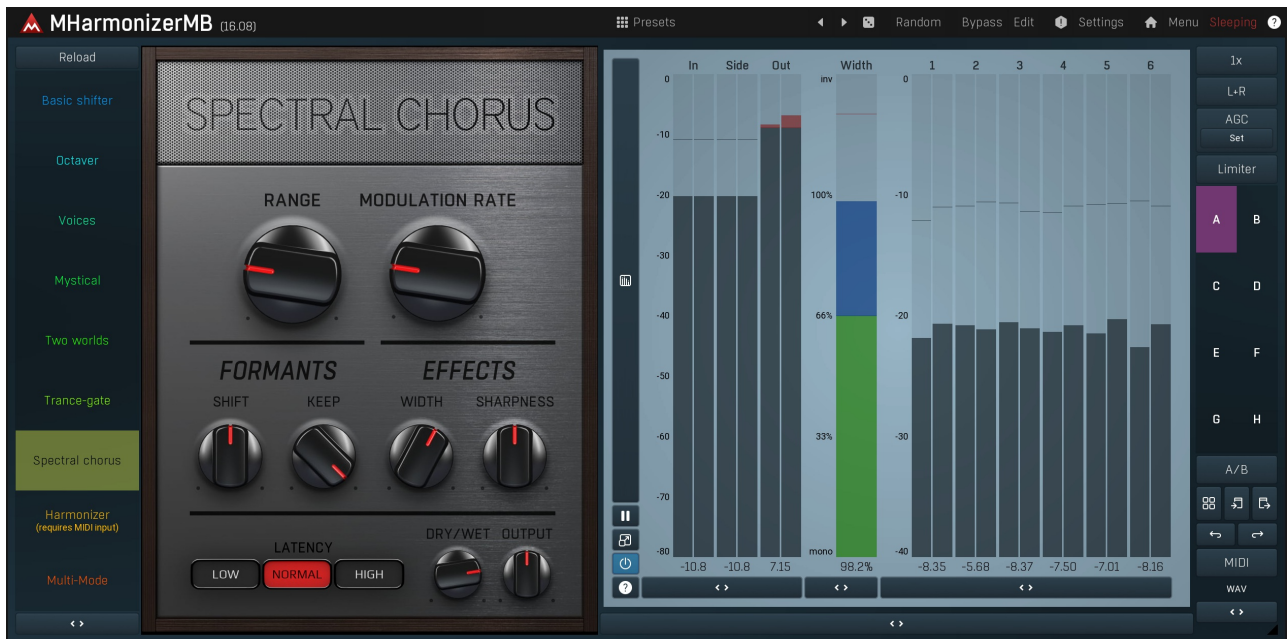 MHarmonizerMB (16.08)
Presets
Random Bypass Edit Settings Menu Sleeping ?
Reload
Basic shifter
Octaver
Voices
Mystical
Two worlds
Trance-gate
Spectral chorus
Harmonizer
(requires MIDI input)
Multi-Mode
SPECTRAL CHORUS
RANGE MODULATION RATE
FORMANTS EFFECTS
SHIFT KEEP WIDTH SHARPNESS
LATENCY
LOW NORMAL HIGH
DRY/WET OUTPUT
?
In Side Out Width 1 2 3 4 5 6
0
-10
-20
-30
-40
-50
-60
-70
-80
inv
100%
66%
33%
mono
0
-10
-20
-30
-40
-10.8 -10.8 7.15 98.2% -8.35 -5.68 -8.37 -7.50 -7.01 -8.16
1x
L+R
AGC
Set
Limiter
A B
C D
E F
G H
A/B
MIDI
WAV